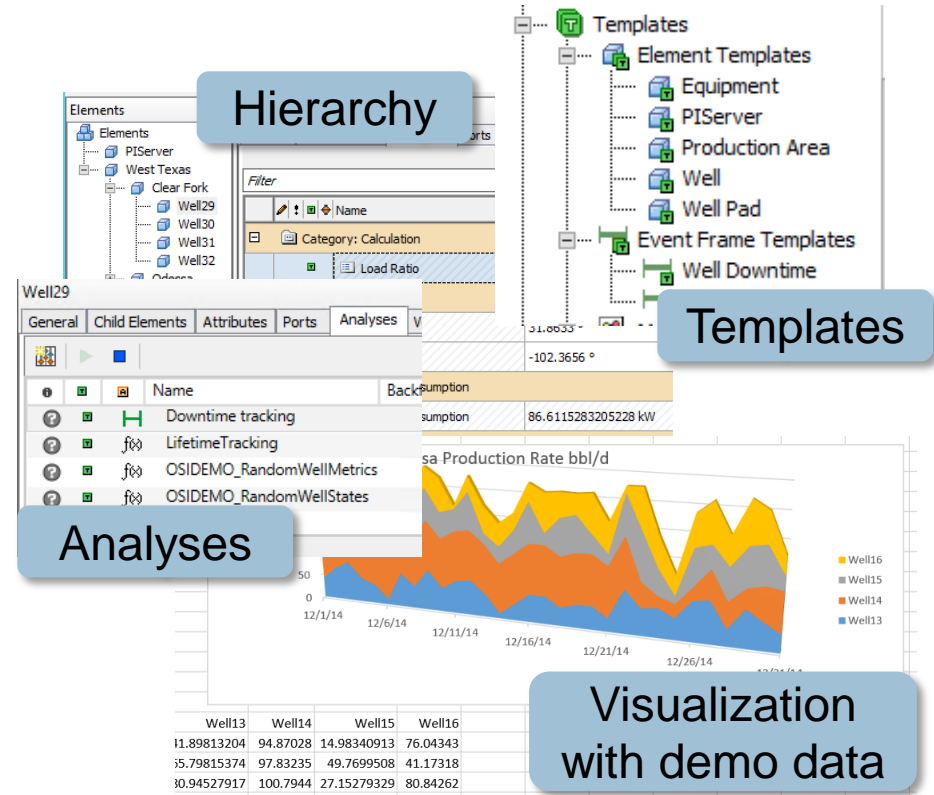 Templates
Element Templates
Equipment
PIServer
Production Area
Well
Well Pad
Event Frame Templates
Well Downtime
Templates
Hierarchy
Elements
Elements
PIServer
West Texas
Clear Fork
Well29
Well30
Well31
Well32
Odessa
Filter
Name
Category: Calculation
Load Ratio
-102.3656 °
86.6115283205228 kW
Well29
General Child Elements Attributes Ports Analyses
Name
Downtime tracking
LifetimeTracking
OSIDEMO_RandomWellMetrics
OSIDEMO_RandomWellStates
Analyses
Production Rate bbl/d
50
0
12/1/14
12/6/14
12/11/14
12/16/14
12/21/14
12/26/14
Well16
Well15
Well14
Well13
Visualization
with demo data
Well13 Well14 Well15 Well16
94.87028 14.98340913 76.04343
97.83235 49.7699508 41.17318
100.7944 27.15279329 80.84262